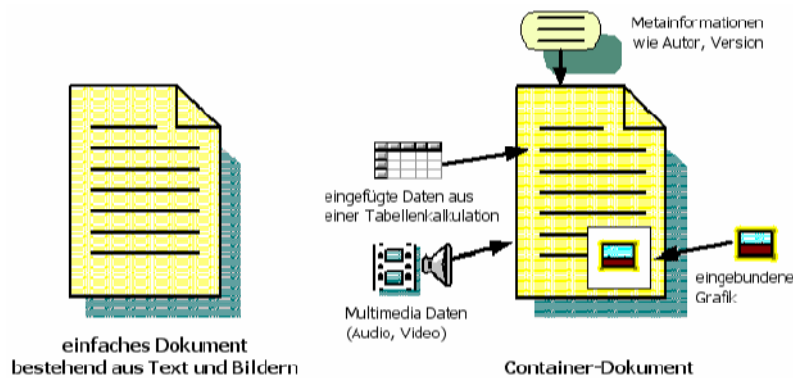 Metainformationen
wie Autor, Version
eingefügte Daten aus
einer Tabellenkalkulation
Multimedia Daten
(Audio, Video)
eingebundene
Grafik
einfaches Dokument
bestehend aus Text und Bildern
Container-Dokument